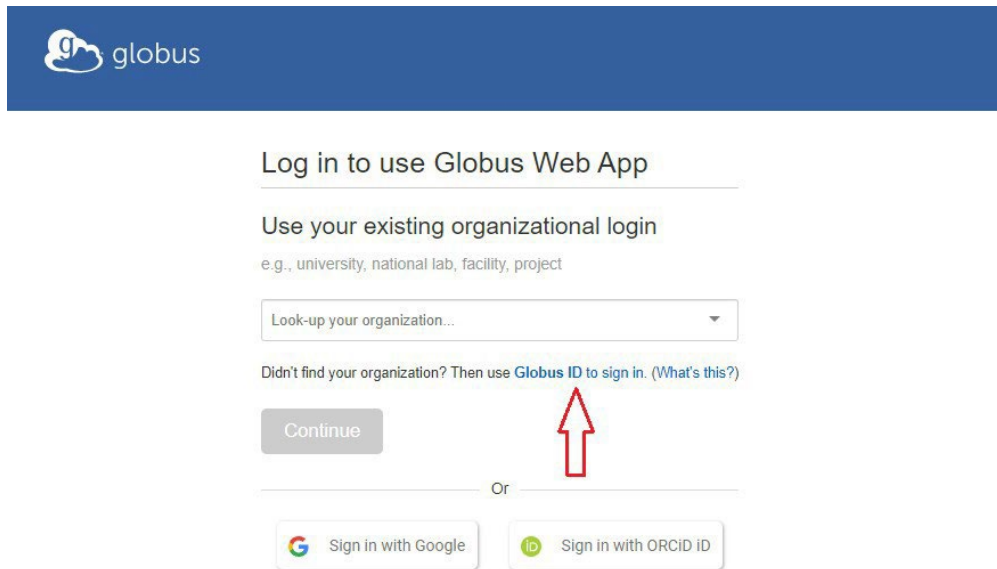 globus
Log in to use Globus Web App
Use your existing organizational login
e.g., university, national lab, facility, project
Look-up your organization...
Didn't find your organization? Then use Globus ID to sign in. (What's this?)
Continue
Or
Sign in with Google
iD Sign in with ORCiD iD